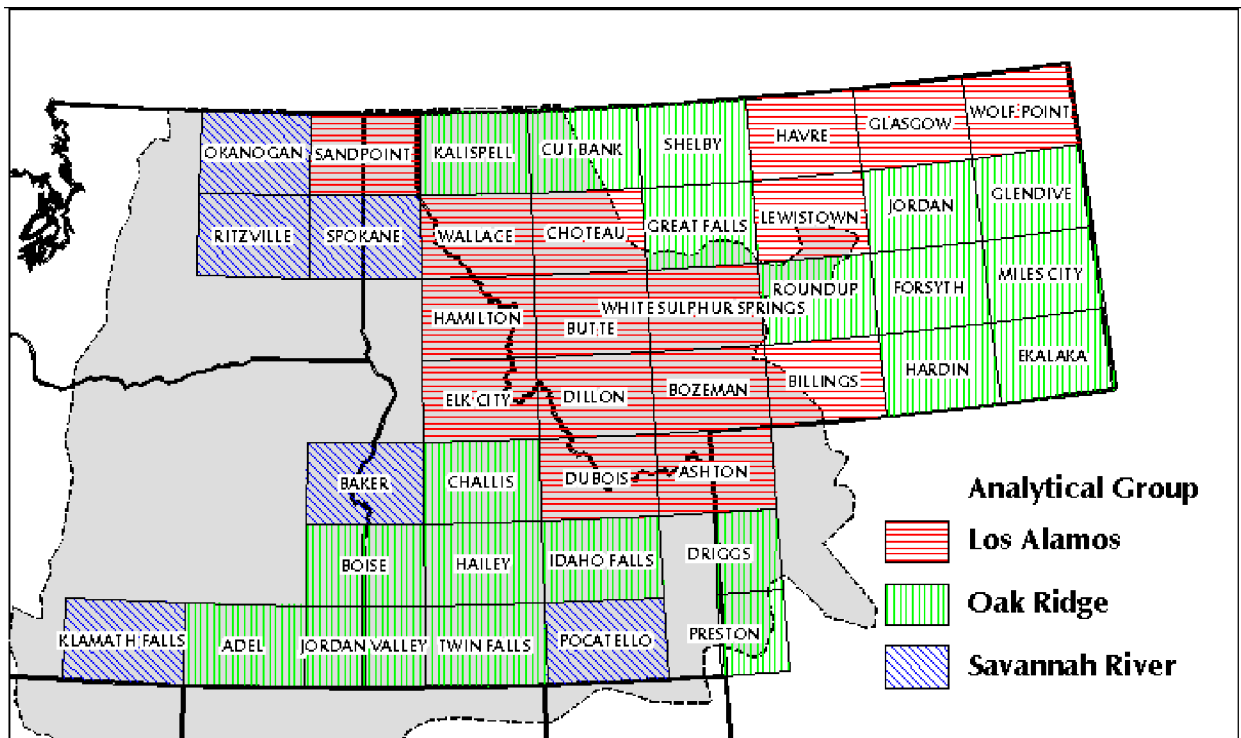 WOLF POINT
GLASGOW
HAVRE
SHELBY
CUT BANK
KALISPELL
SANDPOINT
OKANOGAN
GLENDIVE
JORDAN
LEWISTOWN
GREAT FALLS
CHOTEAU
WALLACE
SPOKANE
RITZVILLE
MILES CITY
FORSYTH
ROUNDUP
WHITE SULPHUR SPRINGS
BUTTE
HAMILTON
EKALAKA
HARDIN
BILLINGS
BOZEMAN
DILLON
ELK CITY
ASHTON
DUBOIS
CHALLIS
BAKER
DRIGGS
IDAHO FALLS
HAILEY
BOISE
PRESTON
POCATELLO
TWIN FALLS
JORDAN VALLEY
ADEL
KLAMATH FALLS
Analytical Group
Los Alamos
Oak Ridge
Savannah River